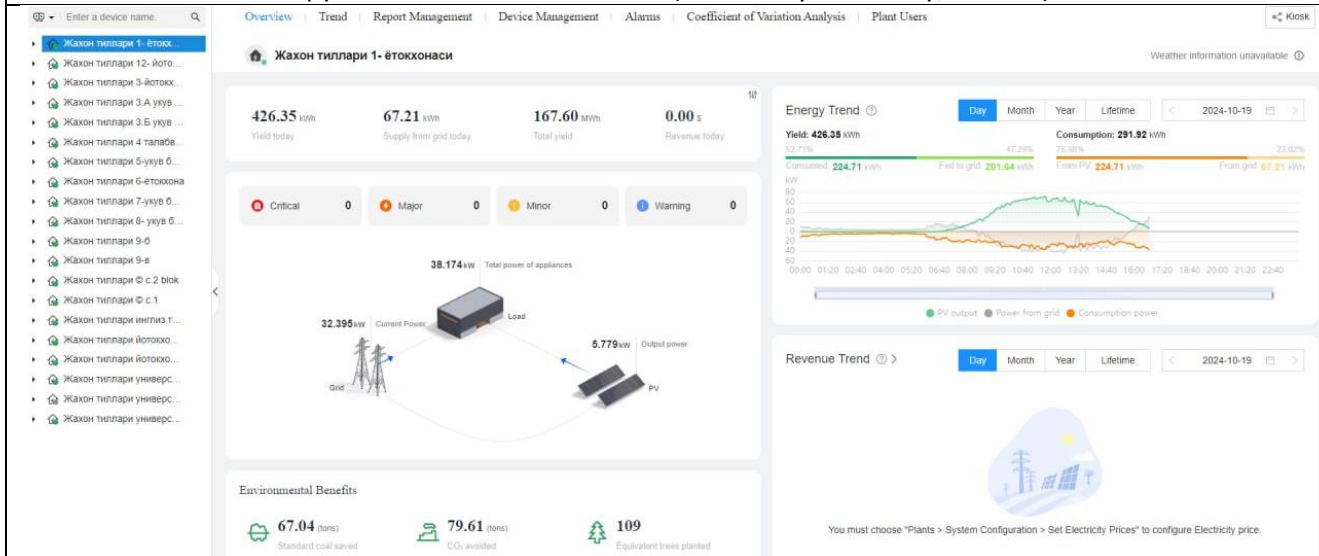 Enter a device name.
Жахон тиллари 1- ётокх...
Жахон тиллари 12- йото...
Жахон тиллари 3-йотокх...
Жахон тиллари 3.А укув ...
Жахон тиллари 3.Б укув ...
Жахон тиллари 4 талабв...
Жахон тиллари 5-укув б...
Жахон тиллари 6-ётокхона
Жахон тиллари 7-укув б...
Жахон тиллари 8- укув б...
Жахон тиллари 9-б
Жахон тиллари 9-в
Жахон тиллари © с.2 blok
Жахон тиллари © с.1
Жахон тиллари инглиз т...
Жахон тиллари йотокхо...
Жахон тиллари йотокхо...
Жахон тиллари универс...
Жахон тиллари универс...
Жахон тиллари универс...
Overview Trend Report Management Device Management Alarms Coefficient of Variation Analysis Plant Users
Kiosk
Жахон тиллари 1- ётокхонаси
Weather information unavailable
426.35 kWh 67.21 kWh 167.60 MWh 0.00 s
Yield today Supply from grid today Total yield Revenue today
Critical 0 Major 0 Minor 0 Warning 0
38.174 kW Total power of appliances
Load
32.395 kW Current Power
5.779 kW Output power
Grid
PV
Environmental Benefits
67.04 (tons) 79.61 (tons) 109
Standard coal saved CO₂ avoided Equivalent trees planted
Energy Trend Day Month Year Lifetime 2024-10-19
Yield: 426.35 kWh Consumption: 291.92 kWh
52.71% 47.29% 76.98% 23.02%
Consumed 224.71 kWh Fed to grid 201.64 kWh From PV 224.71 kWh From grid 67.21 kWh
kW
80
60
40
20
0
20
40
60
00:00 01:20 02:40 04:00 05:20 06:40 08:00 09:20 10:40 12:00 13:20 14:40 16:00 17:20 18:40 20:00 21:20 22:40
PV output Power from grid Consumption power
Revenue Trend Day Month Year Lifetime 2024-10-19
You must choose "Plants > System Configuration > Set Electricity Prices" to configure Electricity price.